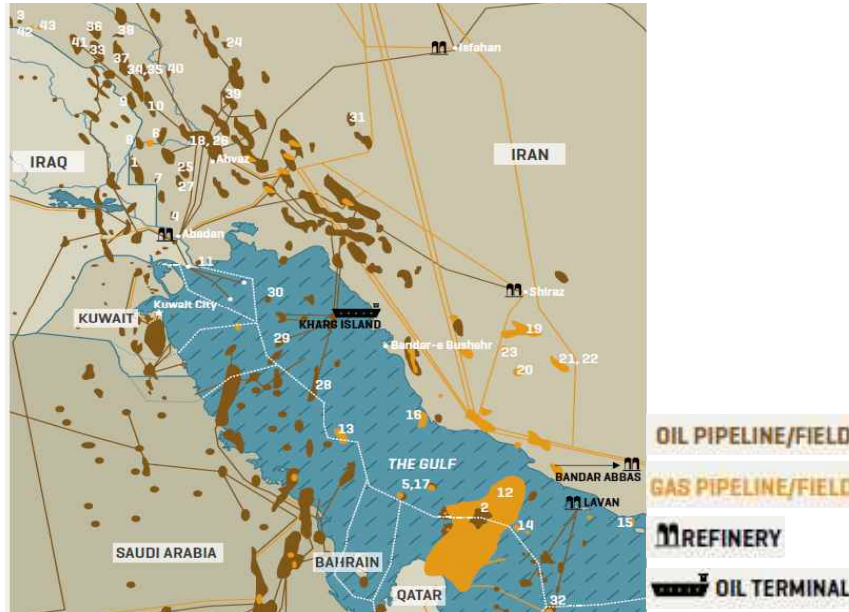 3
43
36
38
42
41
33
24
Isfahan
37
34,35
40
39
9
10
31
8
6
18, 26
Ahvaz
IRAQ
IRAN
1
25
7
27
4
Abadan
11
30
Shiraz
Kuwait City
KUWAIT
KHARG ISLAND
19
29
Bandar-e Bushehr
23
21, 22
20
28
16
13
OIL PIPELINE/FIELD
THE GULF
BANDAR ABBAS
5,17
12
GAS PIPELINE/FIELD
2
LAVAN
14
15
REFINERY
SAUDI ARABIA
BAHRAIN
QATAR
32
OIL TERMINAL